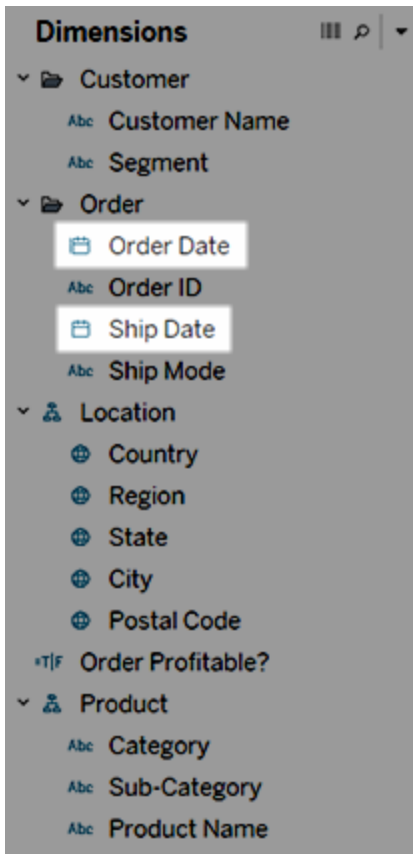 Dimensions
Customer
Abc Customer Name
Abc Segment
Order
Order Date
Abc Order ID
Ship Date
Abc Ship Mode
Location
Country
Region
State
City
Postal Code
=T|F Order Profitable?
Product
Abc Category
Abc Sub-Category
Abc Product Name